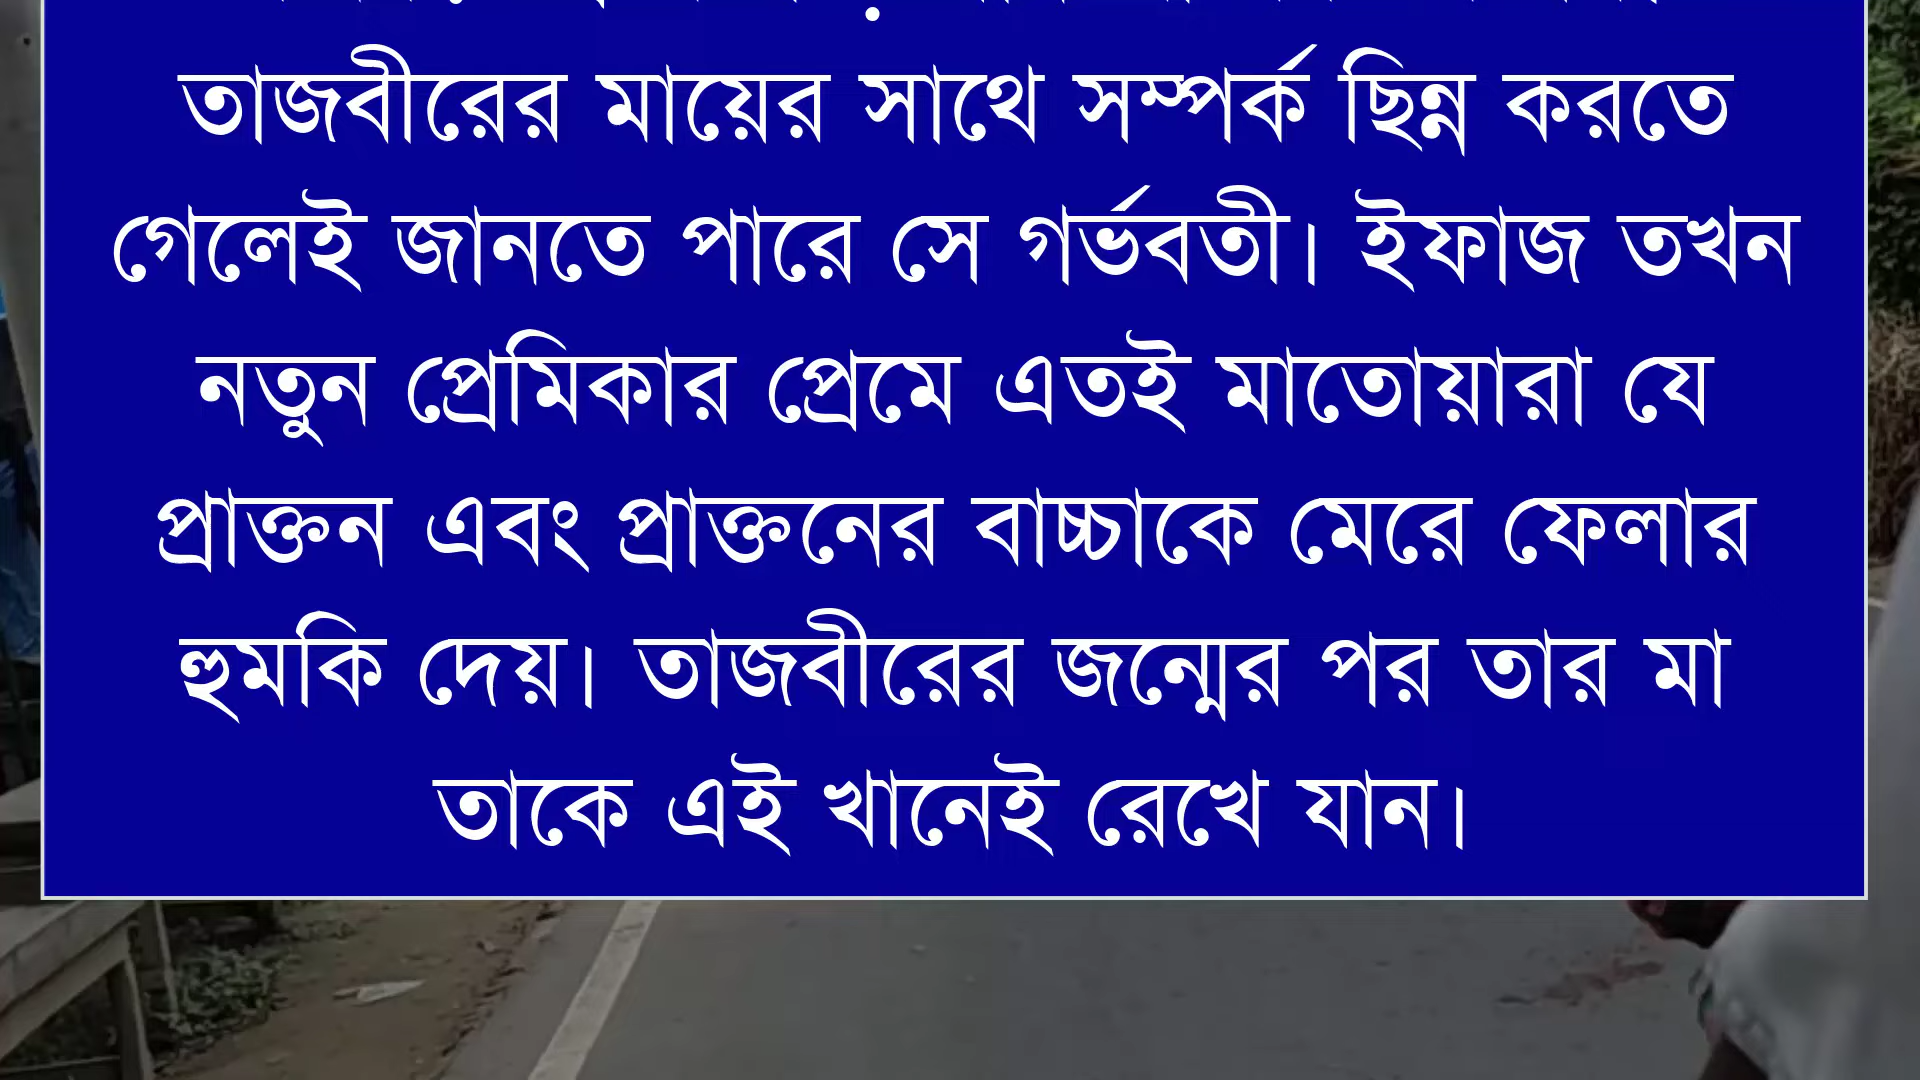 তাজবীরের মায়ের সাথে সম্পর্ক ছিন্ন করতে
গেলেই জানতে পারে সে গর্ভবতী। ইফাজ তখন
নতুন প্রেমিকার প্রেমে এতই মাতোয়ারা যে
প্রাক্তন এবং প্রাক্তনের বাচ্চাকে মেরে ফেলার
হুমকি দেয়। তাজবীরের জন্মের পর তার মা
তাকে এই খানেই রেখে যান।